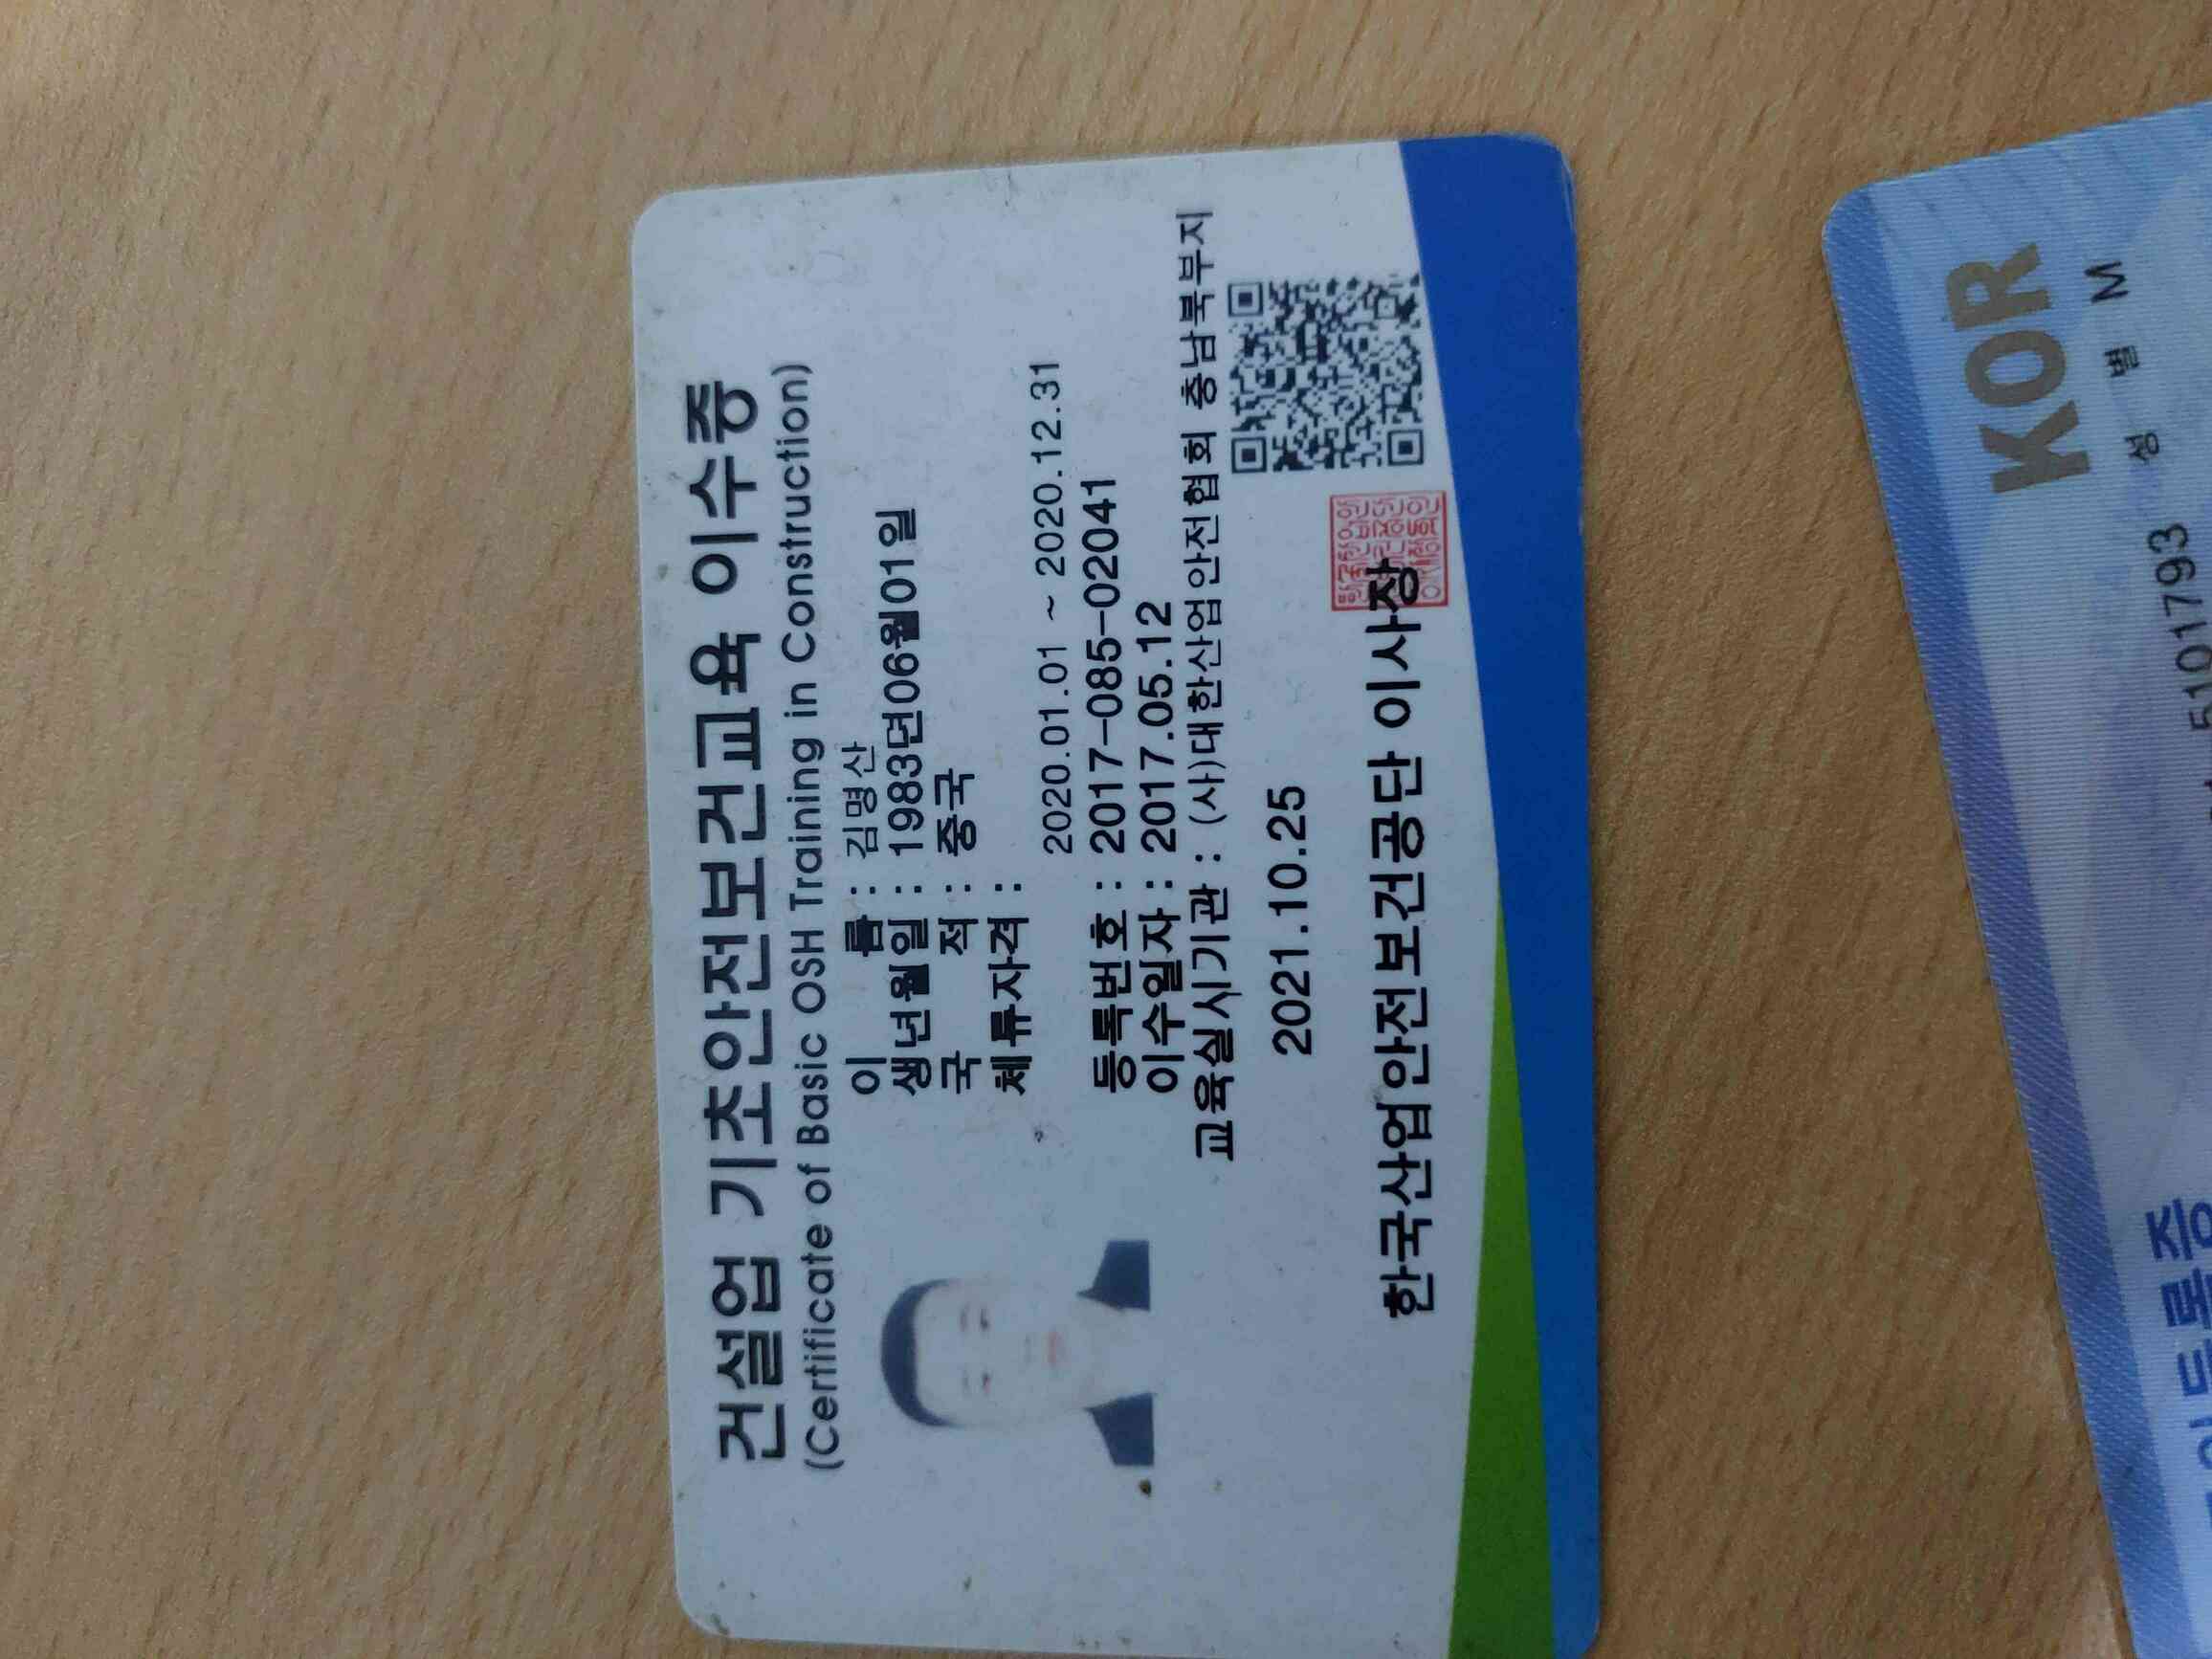 건설업 기초안전보건교육 이수증
(Certificate of Basic OSH Training in Construction)
이 름 : 김명산
생년월일 : 1983년06월01일
국 적 : 중국
체류자격 :
2020.01.01 ~ 2020.12.31
등록번호 : 2017-085-02041
이수일자 : 2017.05.12
교육실시기관 : (사)대한산업안전협회 충남북부지
2021.10.25
한국산업안전보건공단 이사장
KOR
성 별 M
5101793
등록증